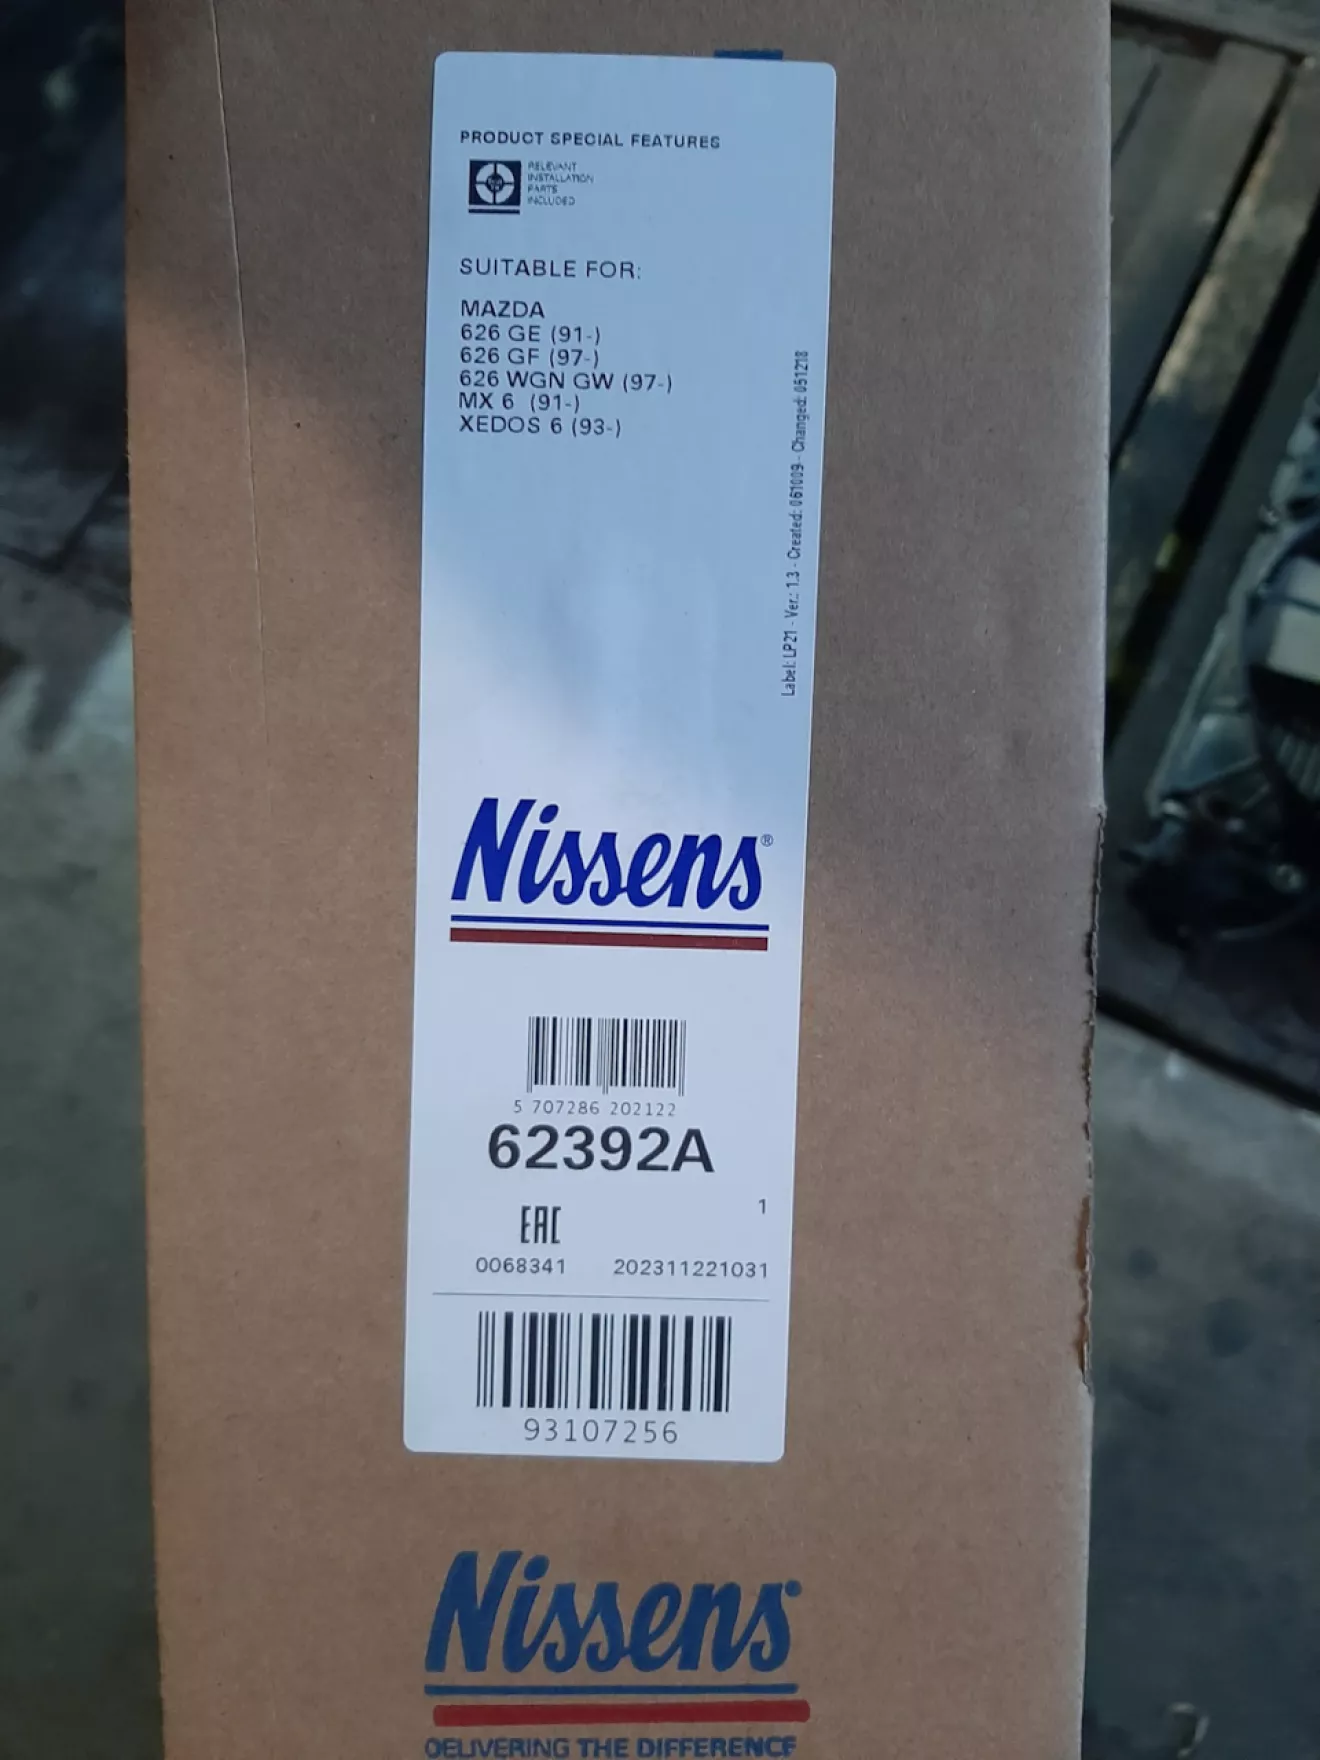 PRODUCT SPECIAL FEATURES
RELEVANT
INSTALLATION
PARTS
INCLUDED
SUITABLE FOR:
MAZDA
626 GE (91-)
626 GF (97-)
626 WGN GW (97-)
MX 6 (91-)
XEDOS 6 (93-)
Label: LP21 - Ver.: 1.3 - Created: 061009 - Changed: 051218
Nissens®
5 707286 202122
62392A
1
EAC
0068341 202311221031
93107256
Nissens
DELIVERING THE DIFFERENCE